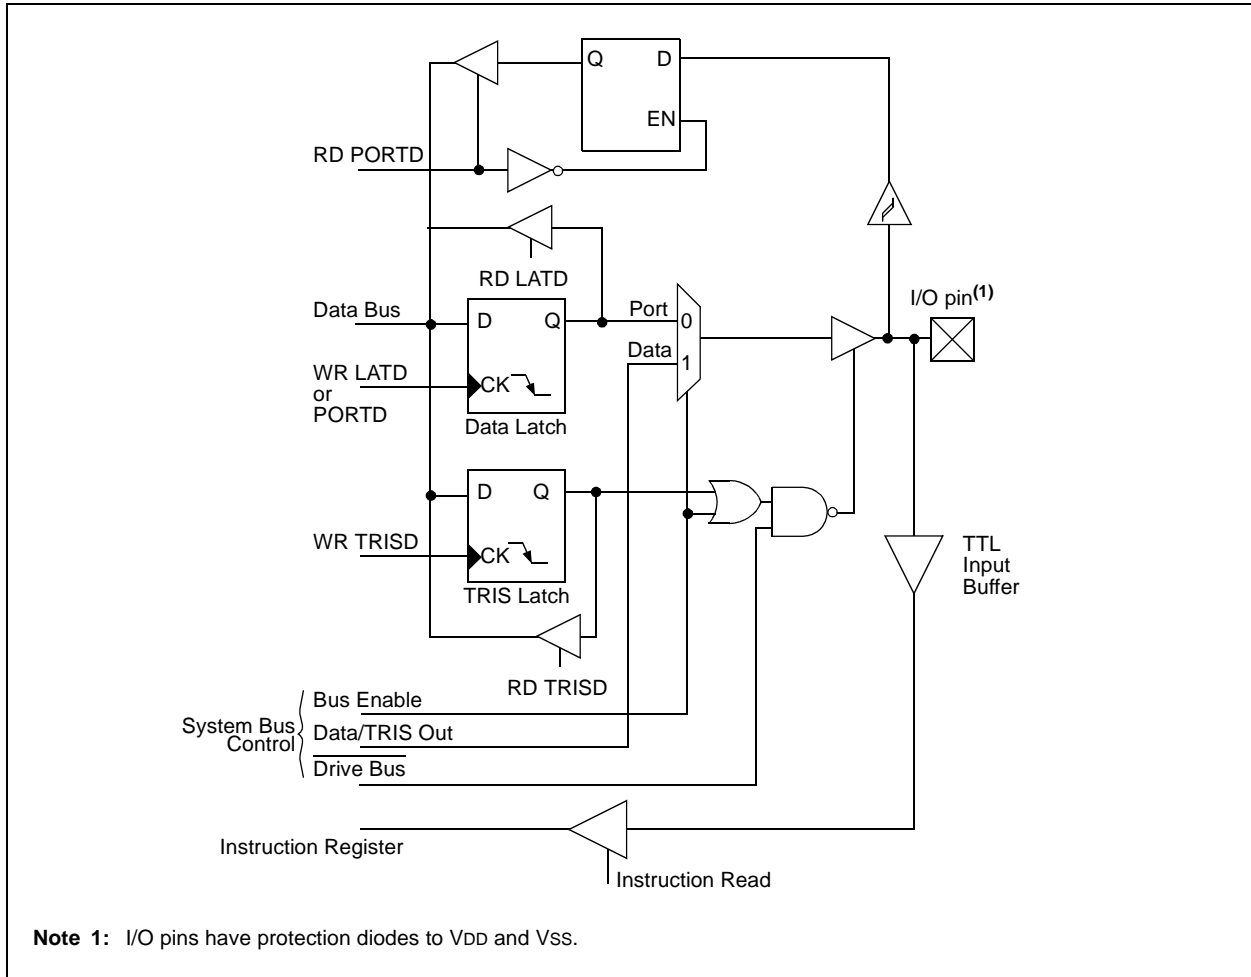 Q D
EN
RD PORTD
RD LATD
I/O pin(1)
Data Bus
D Q
Port
0
Data
1
WR LATD
or
PORTD
CK
Data Latch
D Q
WR TRISD
CK
TRIS Latch
TTL
Input
Buffer
RD TRISD
System Bus
Control
Bus Enable
Data/TRIS Out
Drive Bus
Instruction Register
Instruction Read
Note 1: I/O pins have protection diodes to VDD and VSS.